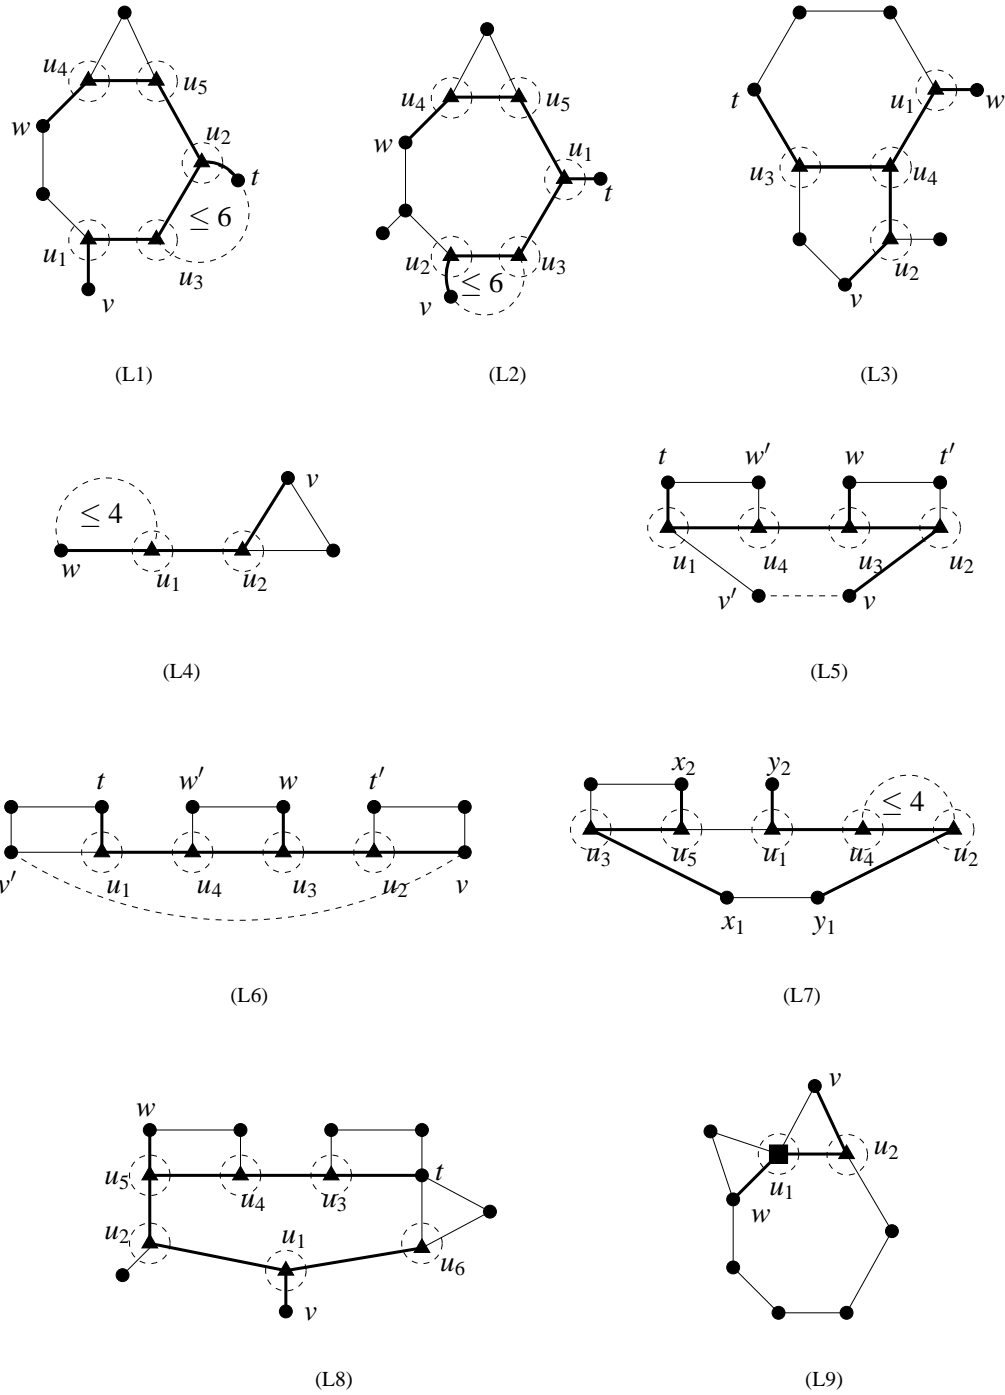 u₄ u₅ w u₂ t ≤ 6 u₁ u₃ v
(L1)
u₄ u₅ w u₁ t u₂ u₃ ≤ 6 v
(L2)
t u₁ w u₃ u₄ u₂ v
(L3)
≤ 4 v w u₁ u₂
(L4)
t w′ w t′
u₁ u₄ u₃ u₂
v′ v
(L5)
t w′ w t′
v′ u₁ u₄ u₃ u₂ v
(L6)
x₂ y₂ ≤ 4
u₃ u₅ u₁ u₄ u₂
x₁ y₁
(L7)
w
u₅ u₄ u₃ t
u₂ u₁ u₆
v
(L8)
v
u₂
u₁
w
(L9)